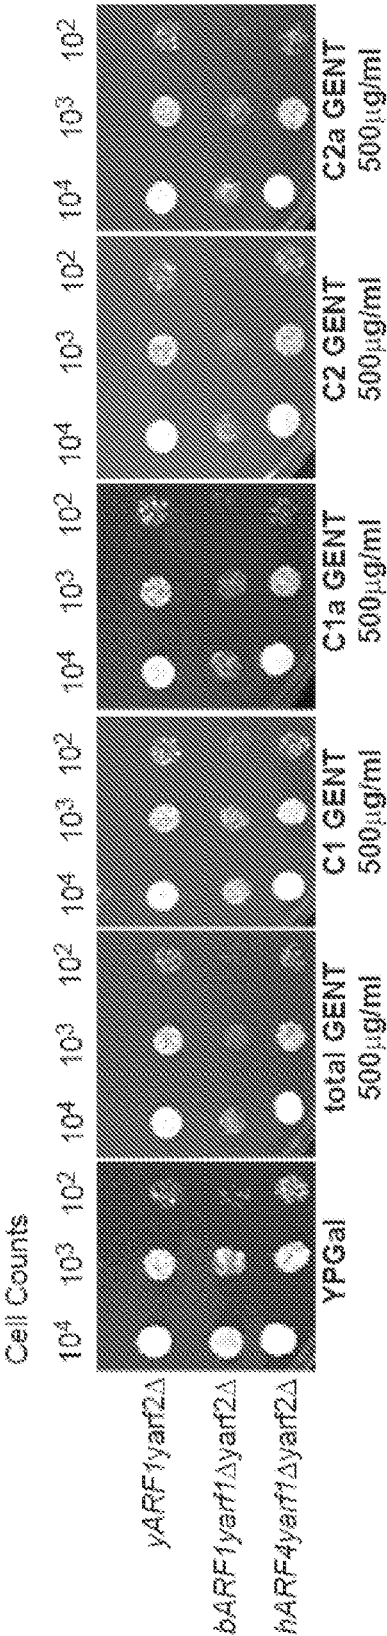 Cell Counts
10⁴ 10³ 10² 10⁴ 10³ 10² 10⁴ 10³ 10² 10⁴ 10³ 10² 10⁴ 10³ 10² 10⁴ 10³ 10²
yARF1yarf2Δ
bARF1yarf1Δyarf2Δ
hARF4yarf1Δyarf2Δ
YPGal total GENT C1 GENT C1a GENT C2 GENT C2a GENT
500µg/ml 500µg/ml 500µg/ml 500µg/ml 500µg/ml